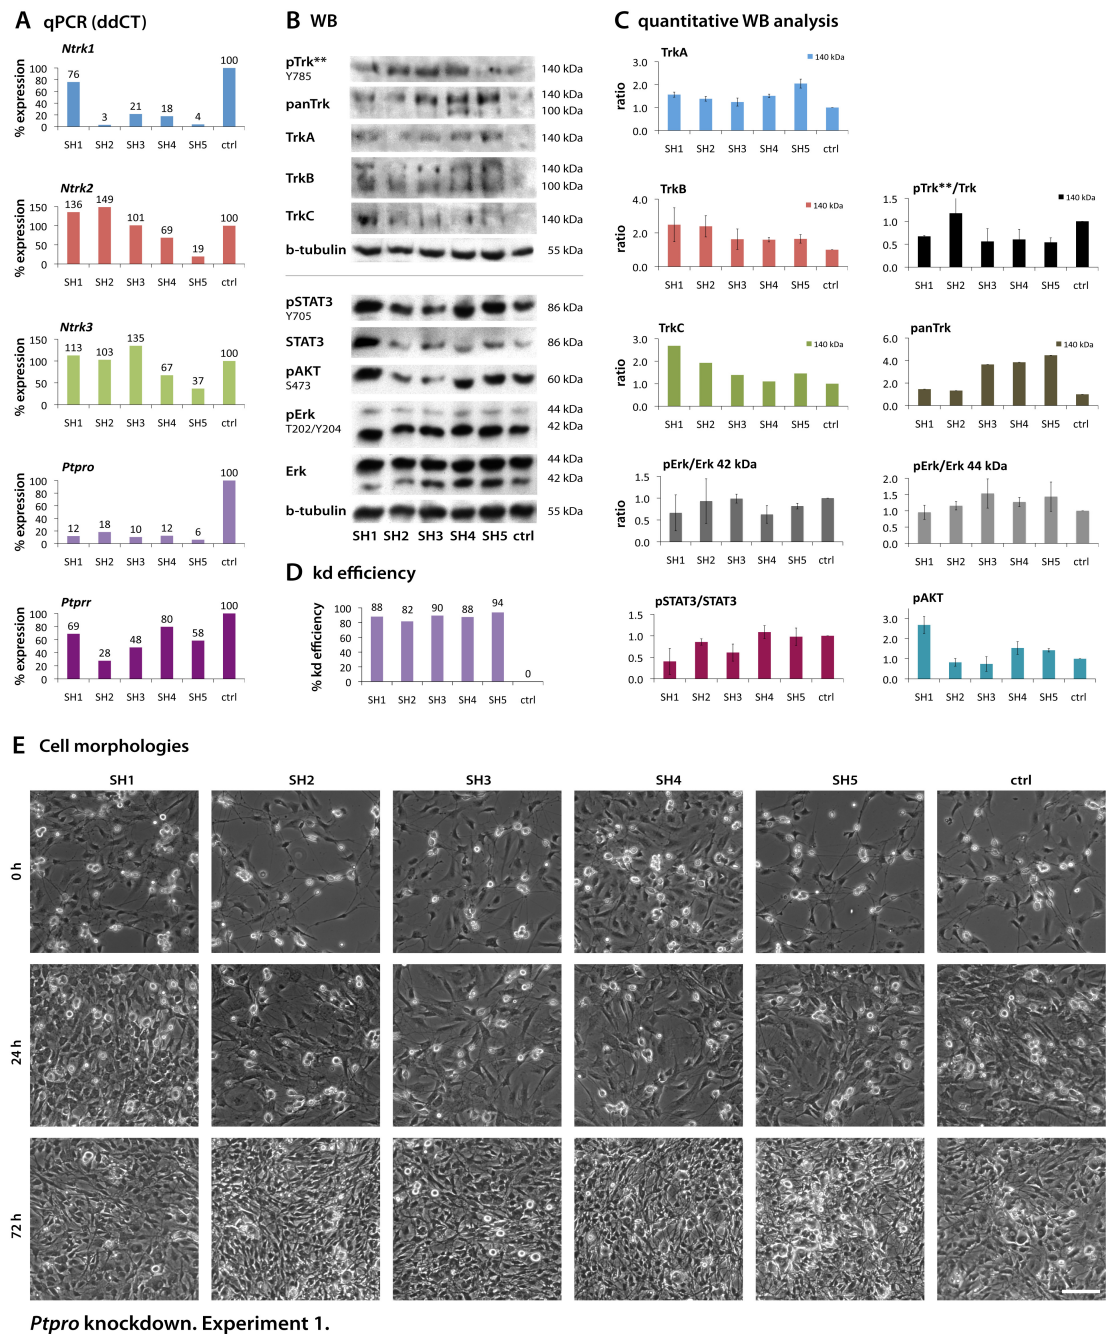 A qPCR (ddCT)
Ntrk1
% expression
100
80
60
40
20
0
76
3
21
18
4
100
SH1 SH2 SH3 SH4 SH5 ctrl
Ntrk2
% expression
150
100
50
0
136
149
101
69
19
100
SH1 SH2 SH3 SH4 SH5 ctrl
Ntrk3
% expression
150
100
50
0
113
103
135
67
37
100
SH1 SH2 SH3 SH4 SH5 ctrl
Ptpro
% expression
100
80
60
40
20
0
12
18
10
12
6
100
SH1 SH2 SH3 SH4 SH5 ctrl
Ptprr
% expression
100
80
60
40
20
0
69
28
48
80
58
100
SH1 SH2 SH3 SH4 SH5 ctrl
B WB
pTrk** 140 kDa
Y785
panTrk 140 kDa
100 kDa
TrkA 140 kDa
TrkB 140 kDa
100 kDa
TrkC 140 kDa
b-tubulin 55 kDa
pSTAT3 86 kDa
Y705
STAT3 86 kDa
pAKT 60 kDa
S473
pErk 44 kDa
T202/Y204 42 kDa
Erk 44 kDa
42 kDa
b-tubulin 55 kDa
SH1 SH2 SH3 SH4 SH5 ctrl
D kd efficiency
% kd efficiency
100
80
60
40
20
0
88
82
90
88
94
0
SH1 SH2 SH3 SH4 SH5 ctrl
C quantitative WB analysis
TrkA
140 kDa
ratio
3.0
2.0
1.0
0.0
SH1 SH2 SH3 SH4 SH5 ctrl
TrkB
140 kDa
ratio
4.0
2.0
0.0
SH1 SH2 SH3 SH4 SH5 ctrl
pTrk**/Trk
140 kDa
1.5
1.0
0.5
0.0
SH1 SH2 SH3 SH4 SH5 ctrl
TrkC
140 kDa
ratio
3.0
2.0
1.0
0.0
SH1 SH2 SH3 SH4 SH5 ctrl
panTrk
140 kDa
6.0
4.0
2.0
0.0
SH1 SH2 SH3 SH4 SH5 ctrl
pErk/Erk 42 kDa
ratio
1.5
1.0
0.5
0.0
SH1 SH2 SH3 SH4 SH5 ctrl
pErk/Erk 44 kDa
2.0
1.5
1.0
0.5
0.0
SH1 SH2 SH3 SH4 SH5 ctrl
pSTAT3/STAT3
1.5
1.0
0.5
0.0
SH1 SH2 SH3 SH4 SH5 ctrl
pAKT
3.0
2.0
1.0
0.0
SH1 SH2 SH3 SH4 SH5 ctrl
E Cell morphologies
SH1 SH2 SH3 SH4 SH5 ctrl
0 h
24 h
72 h
Ptpro knockdown. Experiment 1.